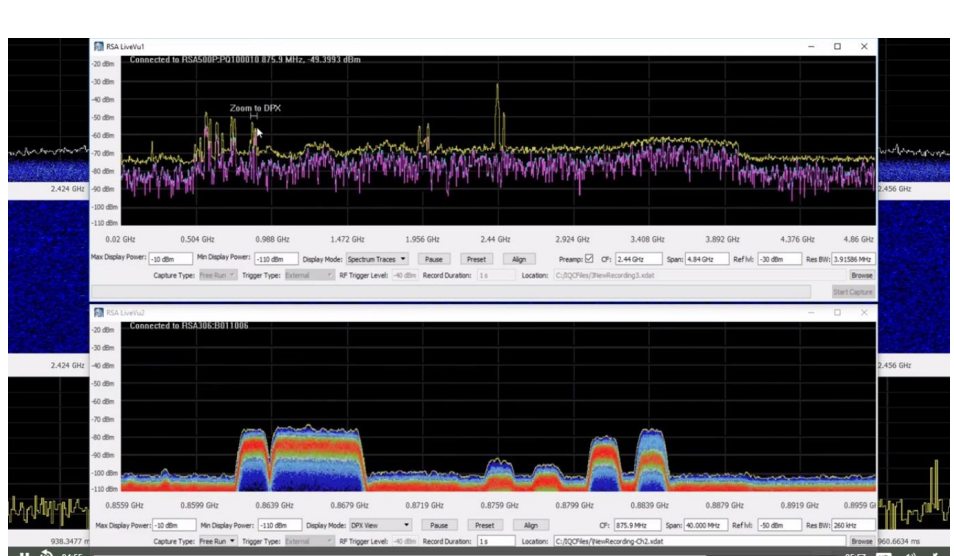 RSA LiveVu1
Connected to RSA500P:PQ100010 875.9 MHz, -49.3993 dBm
-20 dBm
-30 dBm
-40 dBm
Zoom to DPX
-50 dBm
-60 dBm
-70 dBm
-80 dBm
2.424 GHz -90 dBm 2.456 GHz
-100 dBm
-110 dBm
0.02 GHz 0.504 GHz 0.988 GHz 1.472 GHz 1.956 GHz 2.44 GHz 2.924 GHz 3.408 GHz 3.892 GHz 4.376 GHz 4.86 GHz
Max Display Power: -10 dBm Min Display Power: -110 dBm Display Mode: Spectrum Traces Pause Preset Align Preamp: CF: 2.44 GHz Span: 4.84 GHz Ref lvl: -30 dBm Res BW: 3.91586 MHz
Capture Type: Free Run Trigger Type: External RF Trigger Level: -40 dBm Record Duration: 1 s Location: C:/IQCFiles/3NewRecording3.xdat Browse
Start Capture
RSA LiveVu2
Connected to RSA306:B011006
-20 dBm
-30 dBm
2.424 GHz -40 dBm 2.456 GHz
-50 dBm
-60 dBm
-70 dBm
-80 dBm
-90 dBm
-100 dBm
-110 dBm
0.8559 GHz 0.8599 GHz 0.8639 GHz 0.8679 GHz 0.8719 GHz 0.8759 GHz 0.8799 GHz 0.8839 GHz 0.8879 GHz 0.8919 GHz 0.8959 G
Max Display Power: -10 dBm Min Display Power: -110 dBm Display Mode: DPX View Pause Preset Align CF: 875.9 MHz Span: 40.000 MHz Ref lvl: -50 dBm Res BW: 260 kHz
938.3477 m Capture Type: Free Run Trigger Type: External RF Trigger Level: -40 dBm Record Duration: 1 s Location: C:/IQCFiles/[NewRecording-Ch2.xdat Browse 960.6634 ms